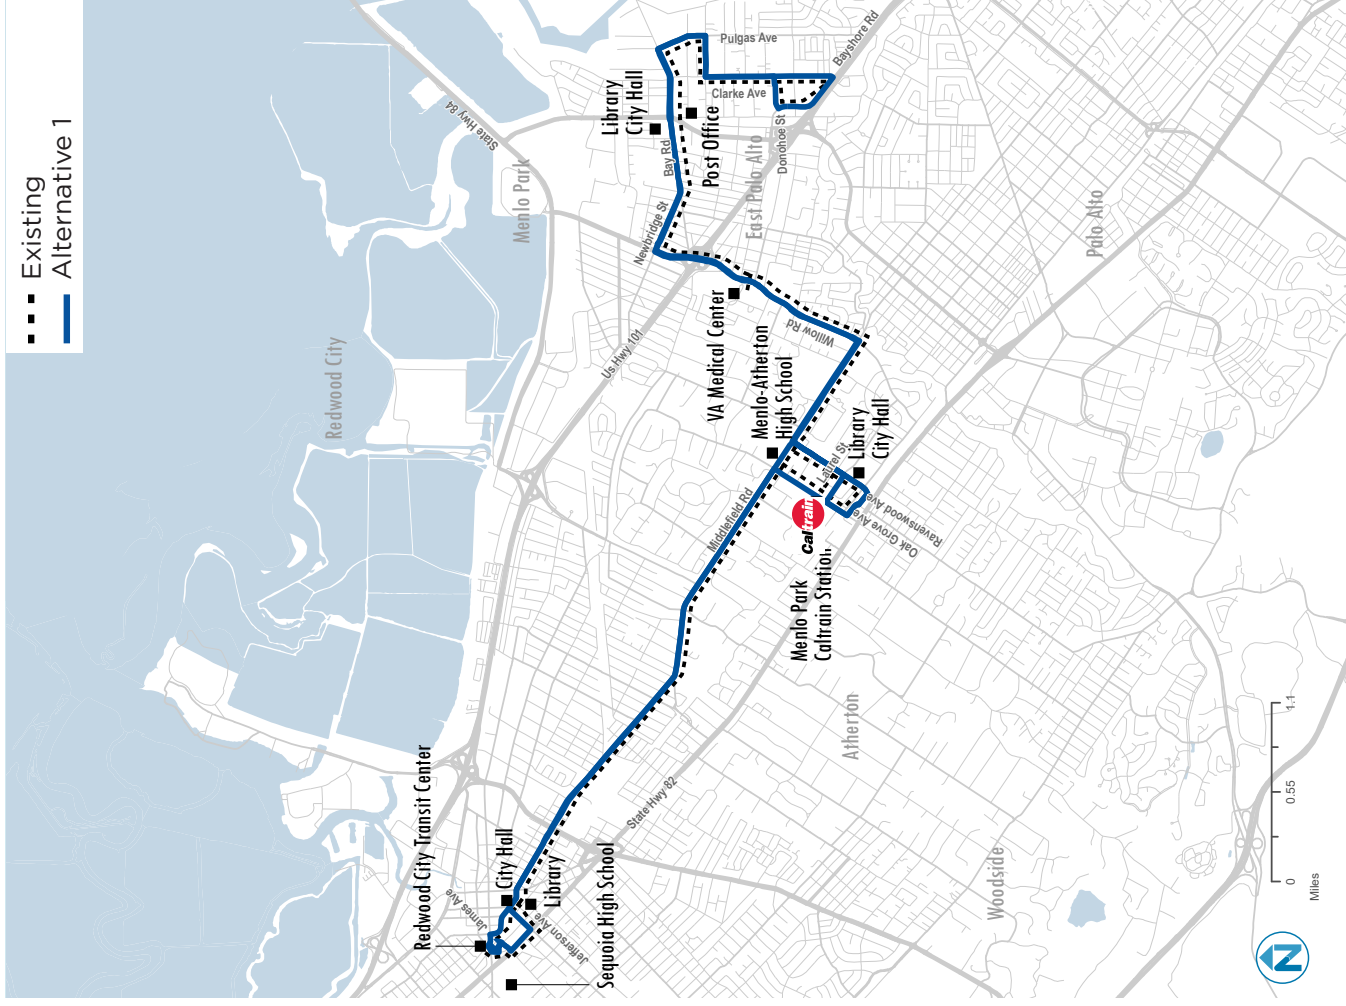 Existing
Alternative 1
Pulgas Ave
Bayshore Rd
Library
City Hall
Clarke Ave
State Hwy 84
Post Office
Donohoe St
Bay Rd
Menlo Park
East Palo Alto
Newbridge St
Palo Alto
VA Medical Center
Willow Rd
Us Hwy 101
Redwood City
Menlo-Atherton
High School
Library
City Hall
Laurel St
Middlefield Rd
Caltrain
Oak Grove Ave
Ravenswood Ave
Menlo Park
Caltrain Station
Atherton
State Hwy 82
Redwood City Transit Center
City Hall
Library
James Ave
Jefferson Ave
Sequoia High School
Woodside
0
0.55
1.1
Miles
N